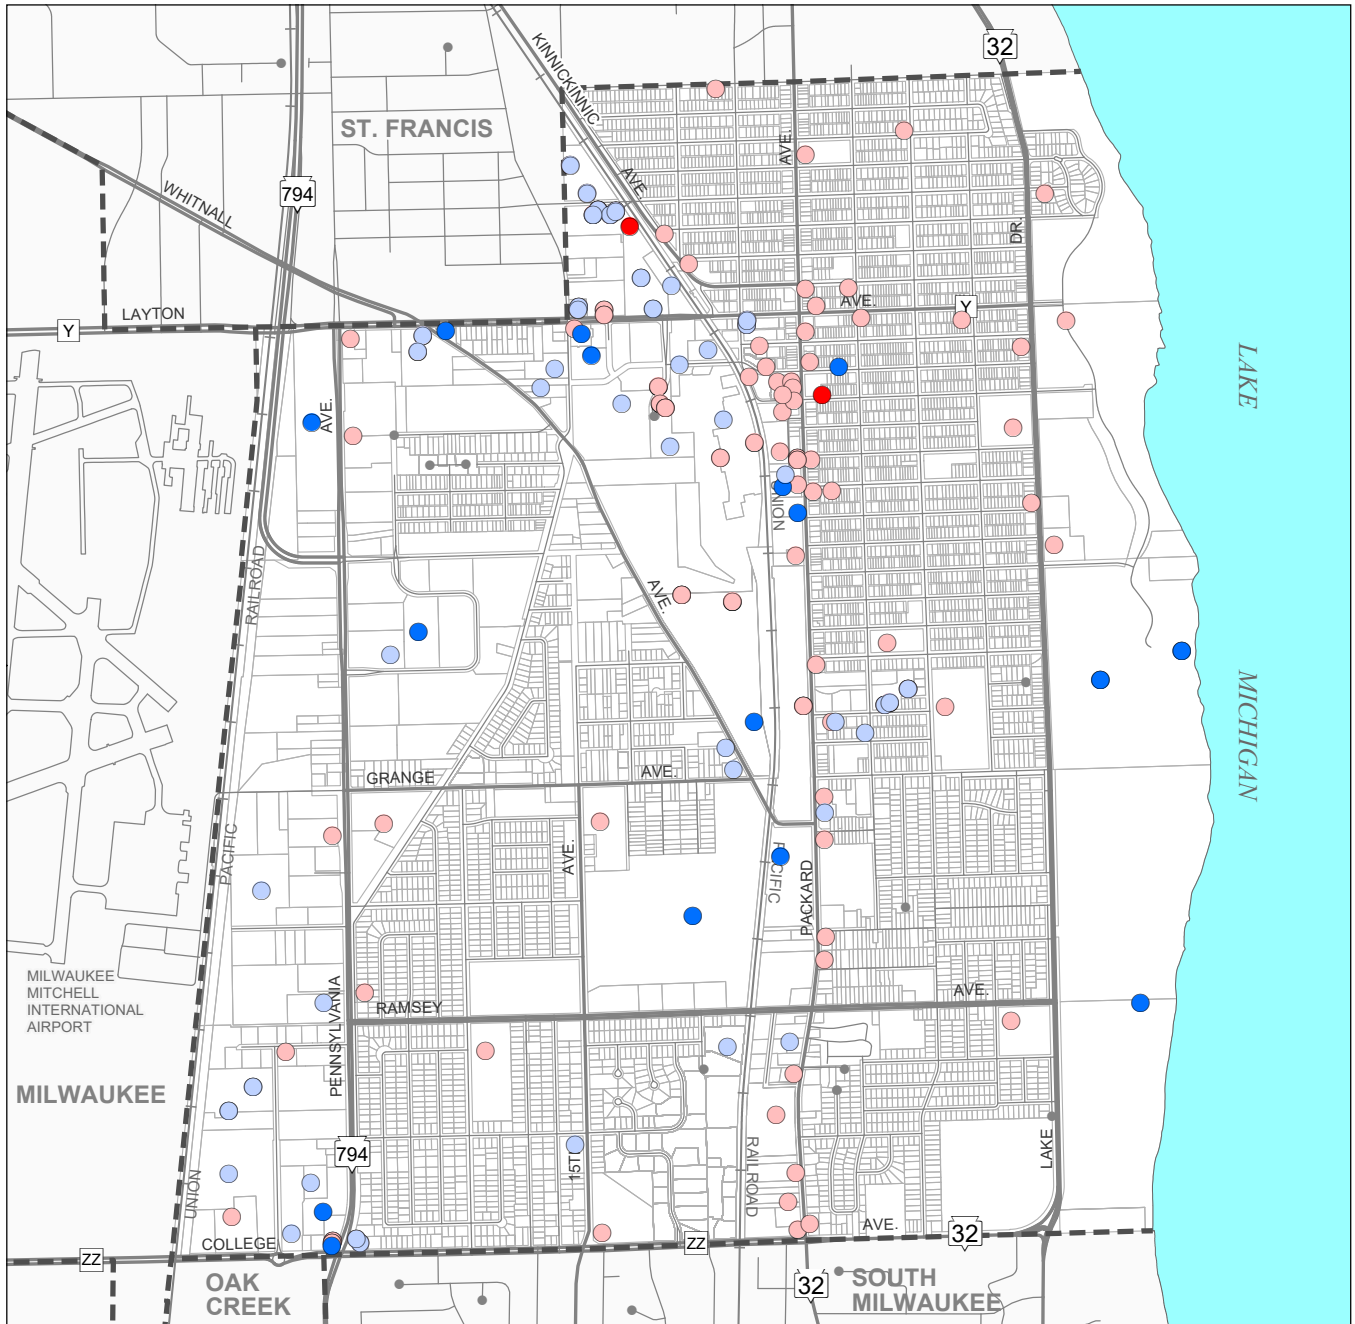 32
KINNICKINNIC
AVE.
ST. FRANCIS
AVE.
794
WHITNALL
DR.
LAYTON
AVE.
Y
Y
LAKE
AVE.
UNION
RAILROAD
AVE.
MICHIGAN
GRANGE
AVE.
PACIFIC
AVE.
PACIFIC
PACKARD
MILWAUKEE
MITCHELL
INTERNATIONAL
AIRPORT
PENNSYLVANIA
RAMSEY
AVE.
MILWAUKEE
794
15TH
RAILROAD
LAKE
UNION
AVE.
32
COLLEGE
ZZ
ZZ
OAK
CREEK
32
SOUTH
MILWAUKEE